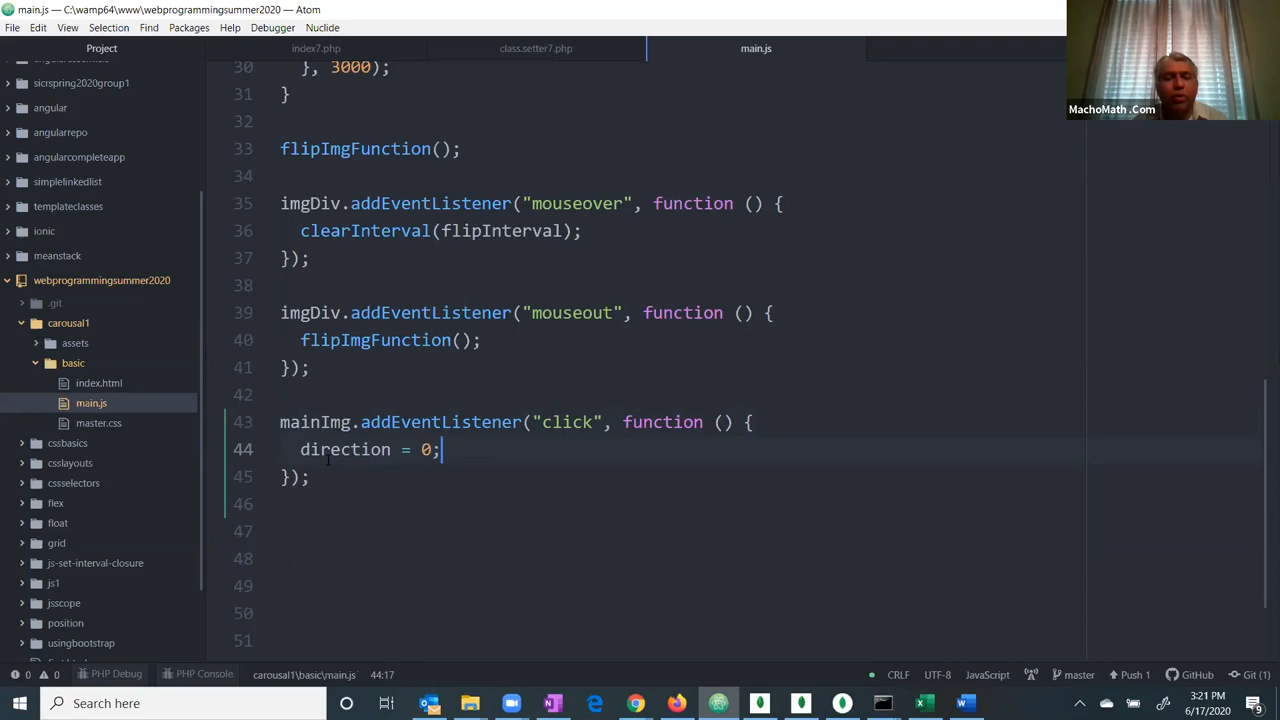 main.js — C:\wamp64\www\webprogrammingsummer2020 — Atom
File Edit View Selection Find Packages Help Debugger Nuclide
Project
index7.php
class.setter7.php
main.js
MachoMath .Com
sicrspring2020group1
angular
angularrepo
angularcompleteapp
simplelinkedlist
templateclasses
ionic
meanstack
webprogrammingsummer2020
.git
carousal1
assets
basic
index.html
main.js
master.css
cssbasics
csslayouts
cssselectors
flex
float
grid
js-set-interval-closure
js1
jsscope
position
usingbootstrap
30 }, 3000);
31 }
32
33 flipImgFunction();
34
35 imgDiv.addEventListener("mouseover", function () {
36 clearInterval(flipInterval);
37 });
38
39 imgDiv.addEventListener("mouseout", function () {
40 flipImgFunction();
41 });
42
43 mainImg.addEventListener("click", function () {
44 direction = 0;
45 });
46
47
48
49
50
51
0 0 PHP Debug PHP Console carousal1\basic\main.js 44:17 CRLF UTF-8 JavaScript master Push 1 GitHub Git (1)
Search here
3:21 PM
6/17/2020
9